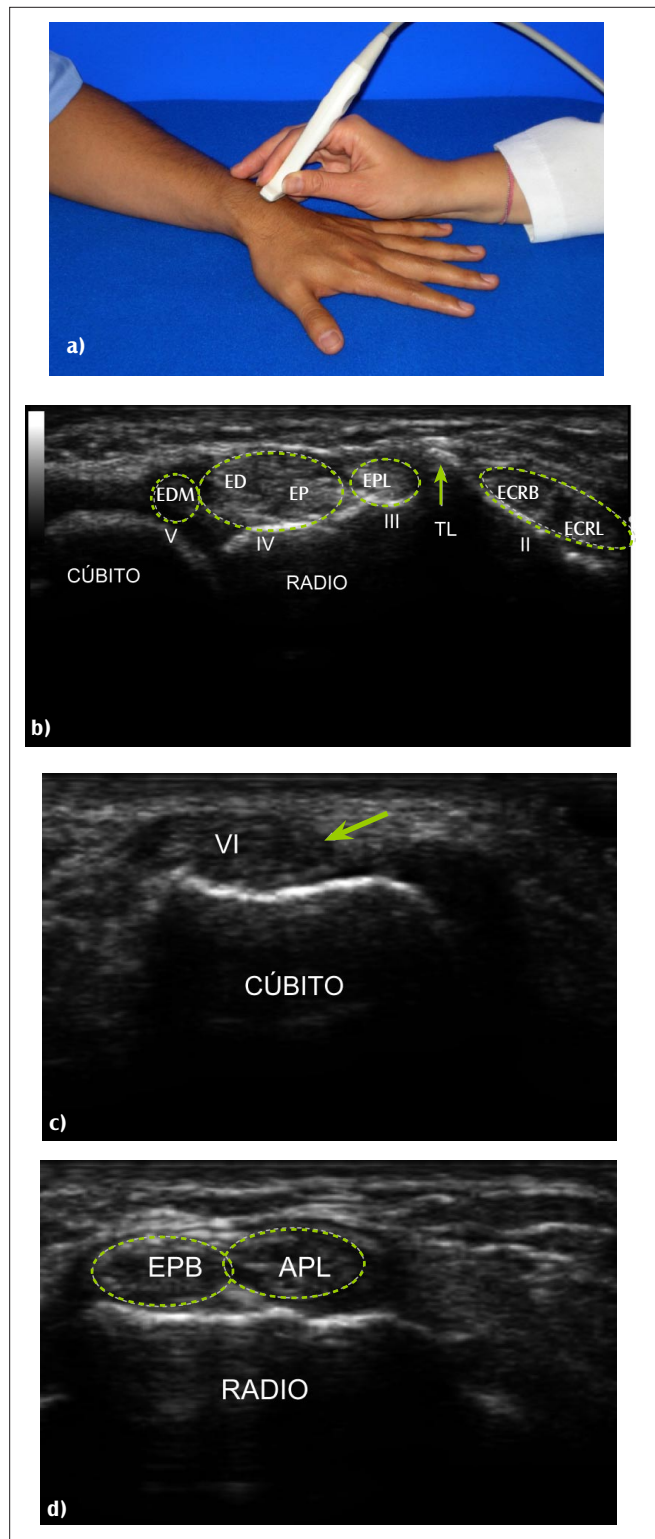 a)
EDM
ED
EP
EPL
ECRB
ECRL
V
IV
III
TL
II
CÚBITO
RADIO
b)
VI
CÚBITO
c)
EPB
APL
RADIO
d)